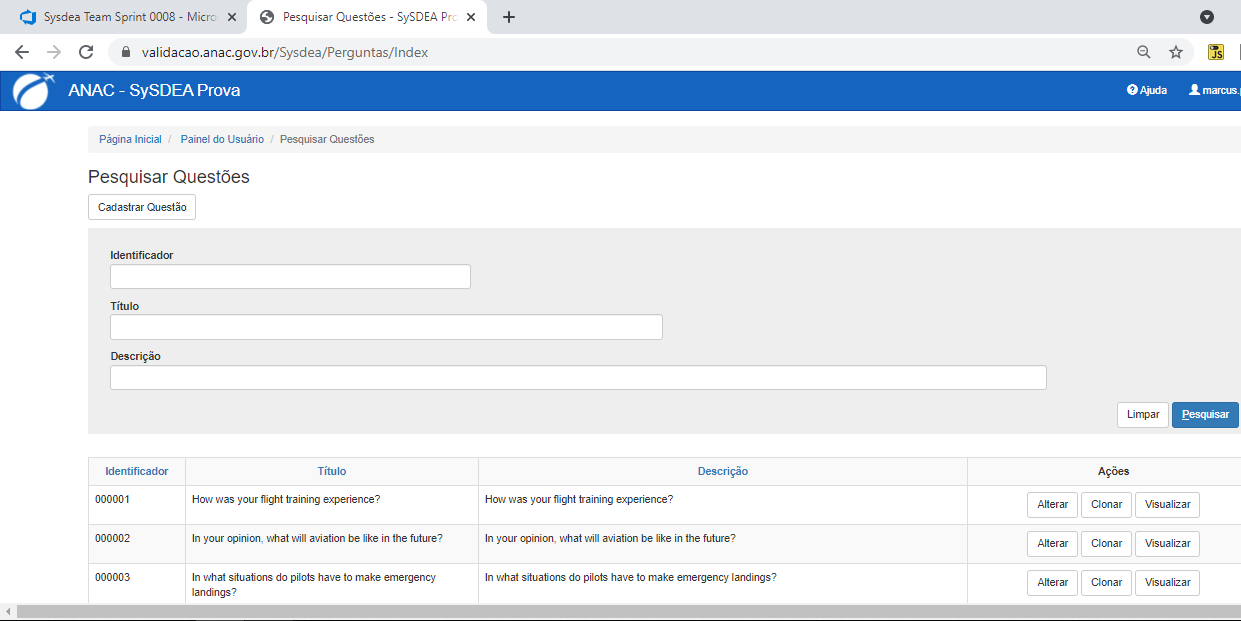 Sysdea Team Sprint 0008 - Micro
Pesquisar Questões - SySDEA Pro
validacao.anac.gov.br/Sysdea/Perguntas/Index
JS
ANAC - SySDEA Prova
Ajuda
marcus.
Página Inicial / Painel do Usuário / Pesquisar Questões
Pesquisar Questões
Cadastrar Questão
Identificador
Título
Descrição
Limpar Pesquisar
Identificador Título Descrição Ações
000001 How was your flight training experience? How was your flight training experience? Alterar Clonar Visualizar
000002 In your opinion, what will aviation be like in the future? In your opinion, what will aviation be like in the future? Alterar Clonar Visualizar
000003 In what situations do pilots have to make emergency In what situations do pilots have to make emergency landings? Alterar Clonar Visualizar
landings?